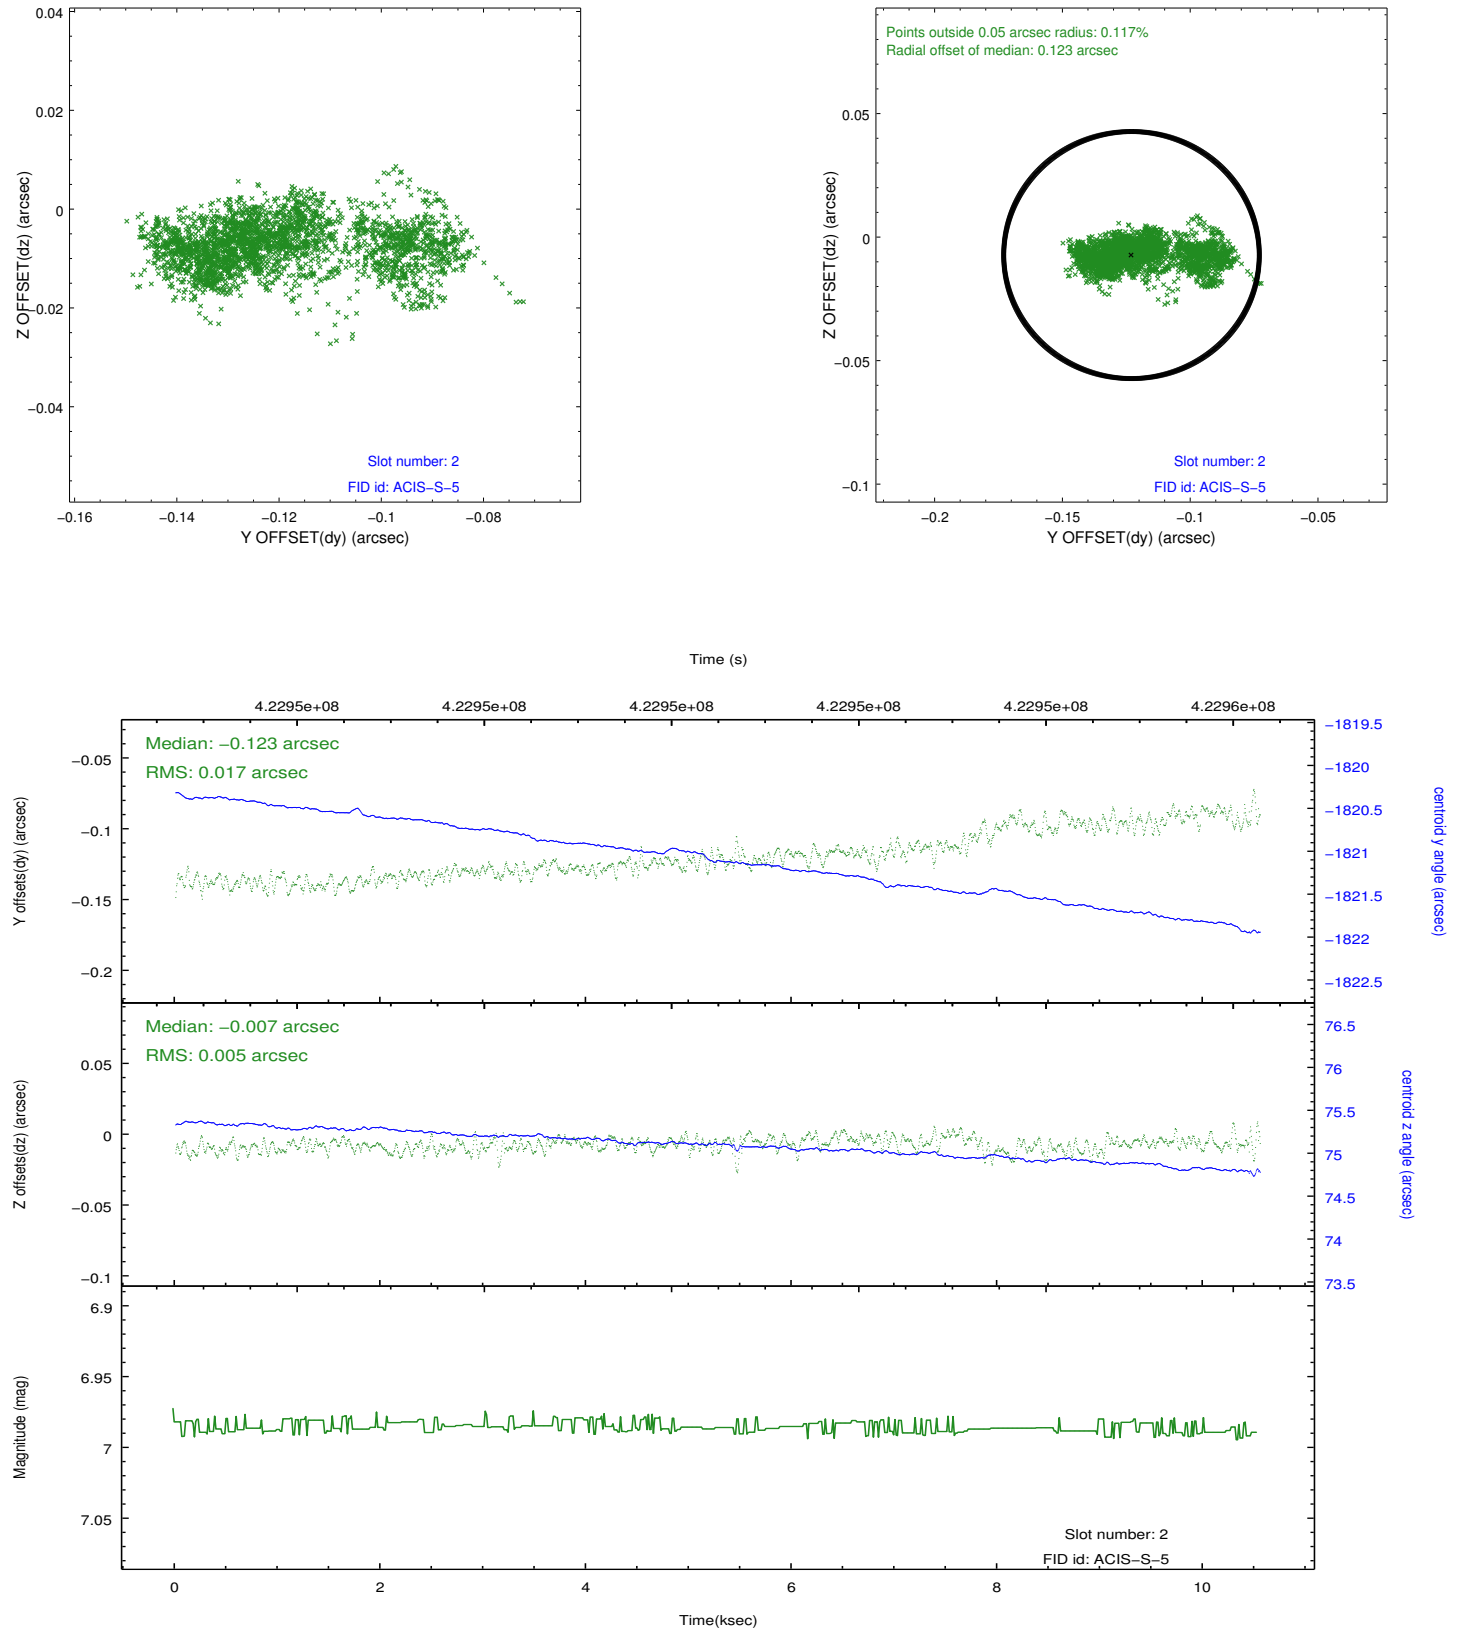 0.04
0.02
0
−0.02
−0.04
Z OFFSET(dz) (arcsec)
Slot number: 2
FID id: ACIS−S−5
−0.16 −0.14 −0.12 −0.1 −0.08
Y OFFSET(dy) (arcsec)
Points outside 0.05 arcsec radius: 0.117%
Radial offset of median: 0.123 arcsec
0.05
0
−0.05
−0.1
Z OFFSET(dz) (arcsec)
Slot number: 2
FID id: ACIS−S−5
−0.2 −0.15 −0.1 −0.05
Y OFFSET(dy) (arcsec)
Time (s)
4.2295e+08 4.2295e+08 4.2295e+08 4.2295e+08 4.2295e+08 4.2296e+08
Median: −0.123 arcsec
RMS: 0.017 arcsec
−0.05
−0.1
−0.15
−0.2
Y offsets(dy) (arcsec)
−1819.5
−1820
−1820.5
−1821
−1821.5
−1822
−1822.5
centroid y angle (arcsec)
Median: −0.007 arcsec
RMS: 0.005 arcsec
0.05
0
−0.05
−0.1
Z offsets(dz) (arcsec)
76.5
76
75.5
75
74.5
74
73.5
centroid z angle (arcsec)
6.9
6.95
7
7.05
Magnitude (mag)
Slot number: 2
FID id: ACIS−S−5
0 2 4 6 8 10
Time(ksec)